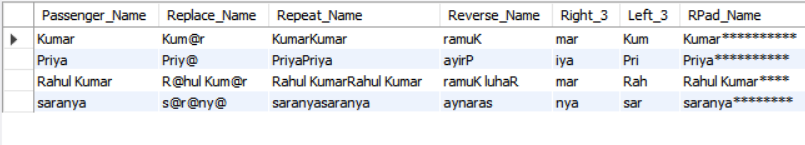 Passenger_Name Replace_Name Repeat_Name Reverse_Name Right_3 Left_3 RPad_Name
Kumar Kum@r KumarKumar ramuK mar Kum Kumar**********
Priya Priy@ PriyaPriya ayirP iya Pri Priya**********
Rahul Kumar R@hul Kum@r Rahul KumarRahul Kumar ramuK luhaR mar Rah Rahul Kumar****
saranya s@r@ny@ saranyasaranya aynaras nya sar saranya********